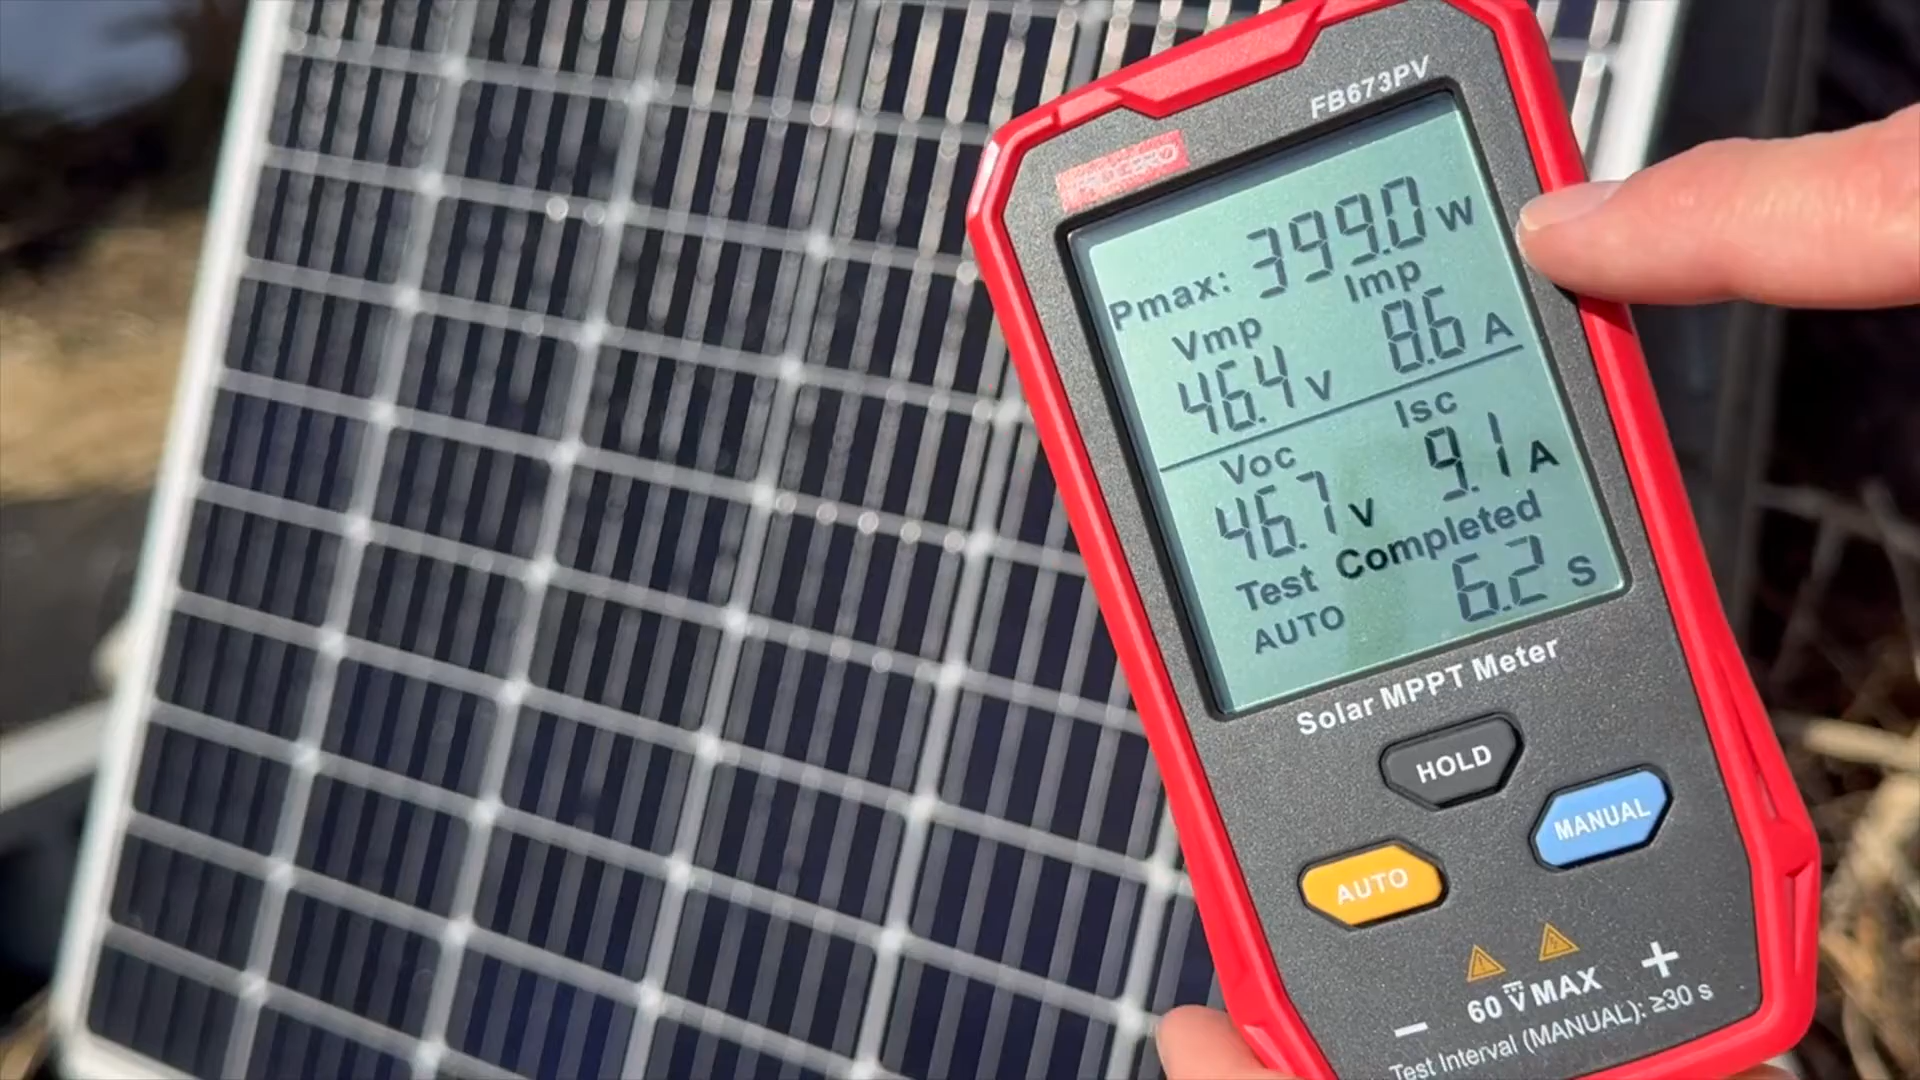 FB673PV
Pmax: 399.0 W
Vmp Imp
46.4 V 8.6 A
Voc Isc
46.7 V 9.1 A
Test Completed
AUTO 6.2 S
Solar MPPT Meter
HOLD
MANUAL
AUTO
60 V MAX
− +
Test Interval (MANUAL): ≥30 s